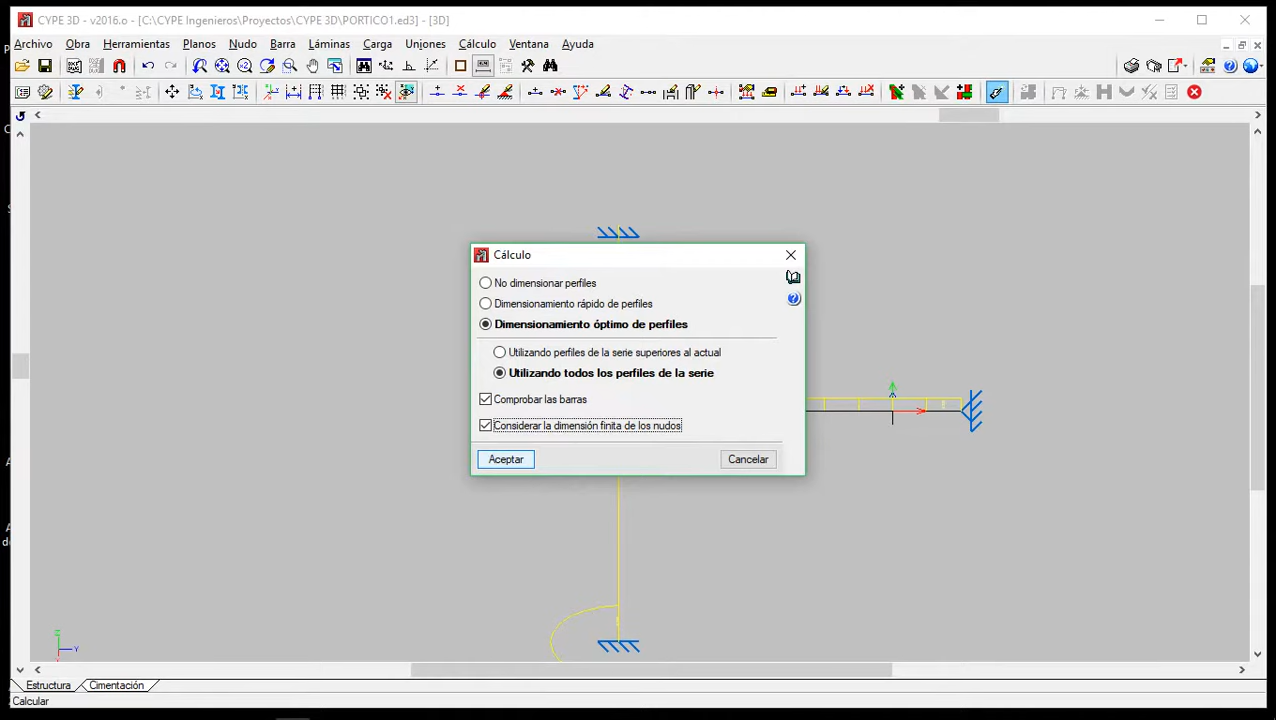 CYPE 3D - v2016.o - [C:\CYPE Ingenieros\Proyectos\CYPE 3D\PORTICO1.ed3] - [3D]
Archivo Obra Herramientas Planos Nudo Barra Láminas Carga Uniones Cálculo Ventana Ayuda
Cálculo
No dimensionar perfiles
Dimensionamiento rápido de perfiles
Dimensionamiento óptimo de perfiles
Utilizando perfiles de la serie superiores al actual
Utilizando todos los perfiles de la serie
Comprobar las barras
Considerar la dimensión finita de los nudos
Aceptar Cancelar
Z
Y
Estructura Cimentación
Calcular